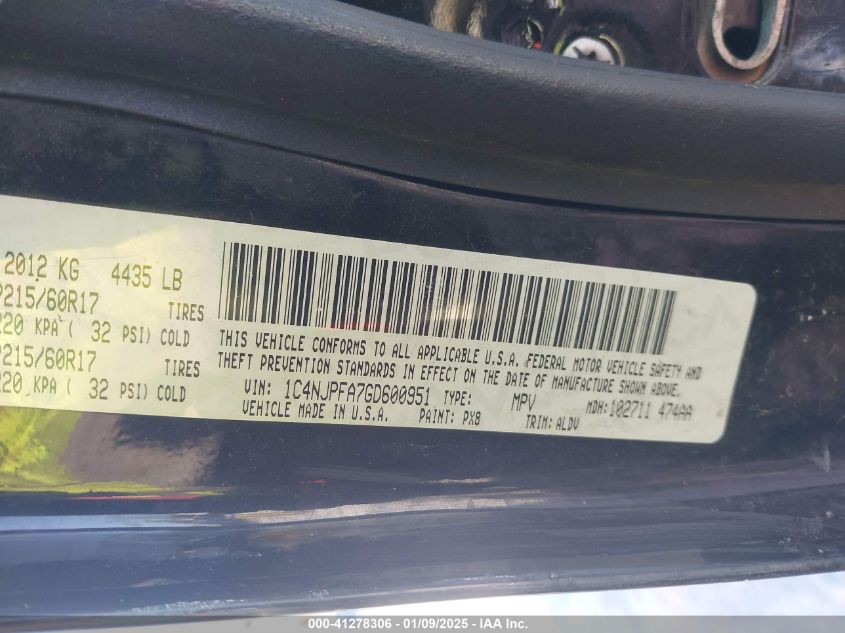 2012 KG 4435 LB
P215/60R17 TIRES
220 KPA ( 32 PSI) COLD
P215/60R17 TIRES
220 KPA ( 32 PSI) COLD
THIS VEHICLE CONFORMS TO ALL APPLICABLE U.S.A. FEDERAL MOTOR VEHICLE SAFETY AND
THEFT PREVENTION STANDARDS IN EFFECT ON THE DATE OF MANUFACTURE SHOWN ABOVE.
VIN: 1C4NJPFA7GD600951 TYPE: MPV MDH:102711 474AA
VEHICLE MADE IN U.S.A. PAINT: PX8 TRIM: ALDV
000-41278306 - 01/09/2025 - IAA Inc.